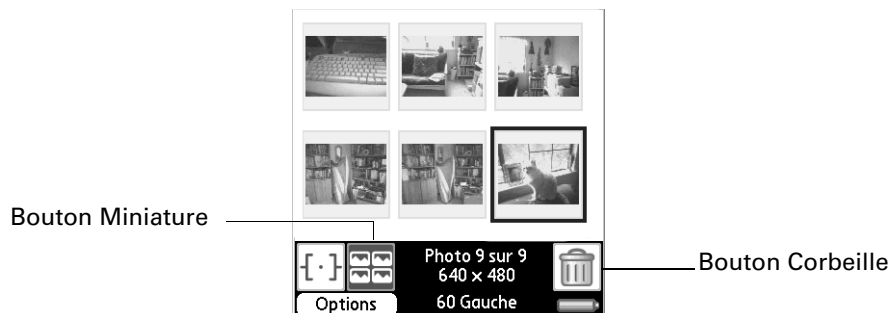 Bouton Miniature
Bouton Corbeille
Photo 9 sur 9
640 × 480
Options
60 Gauche